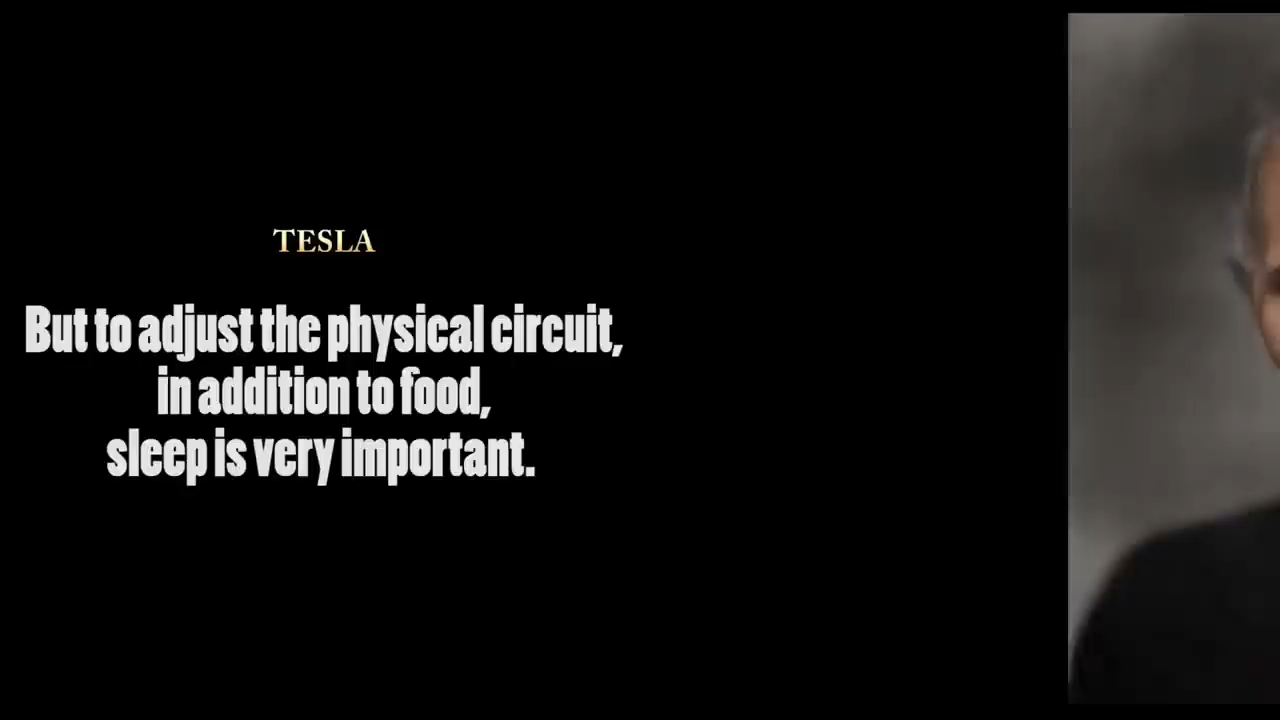 TESLA
But to adjust the physical circuit,
in addition to food,
sleep is very important.